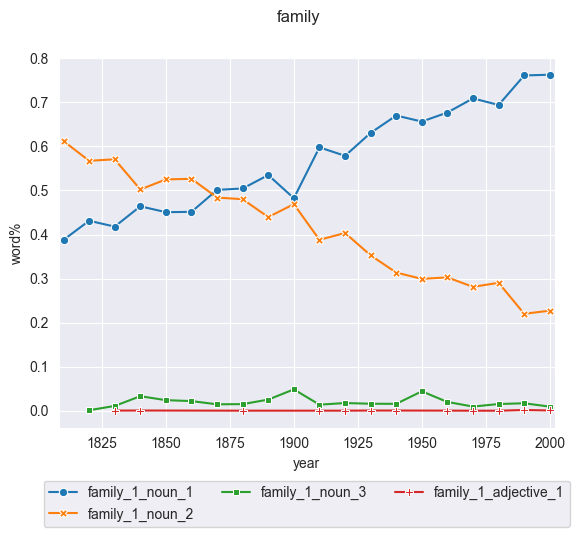 family
0.8
0.7
0.6
0.5
0.4
0.3
0.2
0.1
0.0
word%
1825 1850 1875 1900 1925 1950 1975 2000
year
family_1_noun_1 family_1_noun_3 family_1_adjective_1
family_1_noun_2